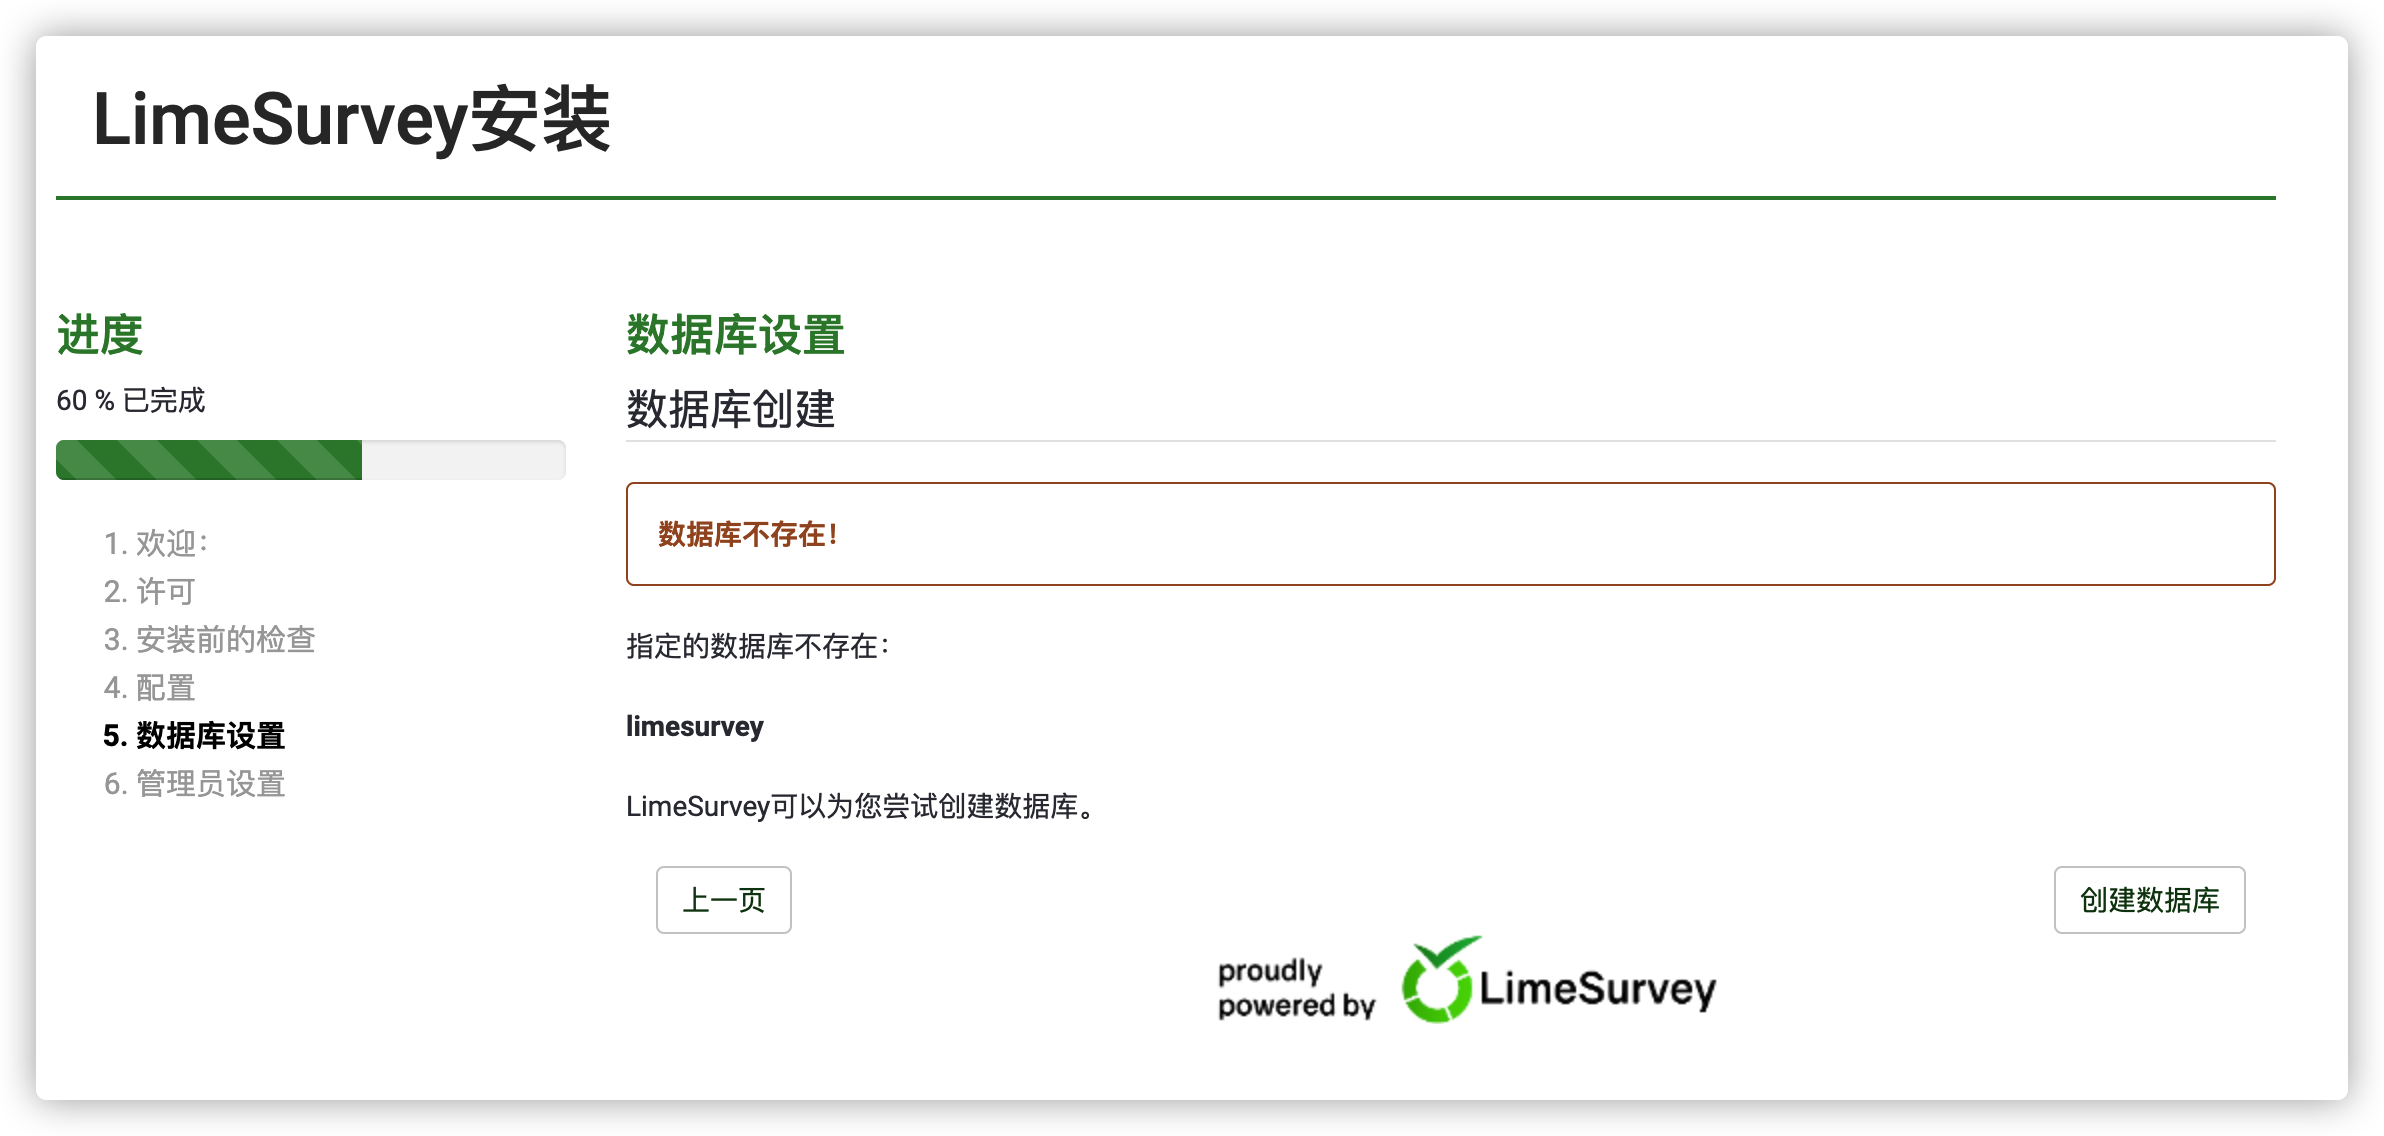 LimeSurvey安装
进度
60 % 已完成
1. 欢迎：
2. 许可
3. 安装前的检查
4. 配置
5. 数据库设置
6. 管理员设置
数据库设置
数据库创建
数据库不存在！
指定的数据库不存在：
limesurvey
LimeSurvey可以为您尝试创建数据库。
上一页
创建数据库
proudly
powered by
LimeSurvey